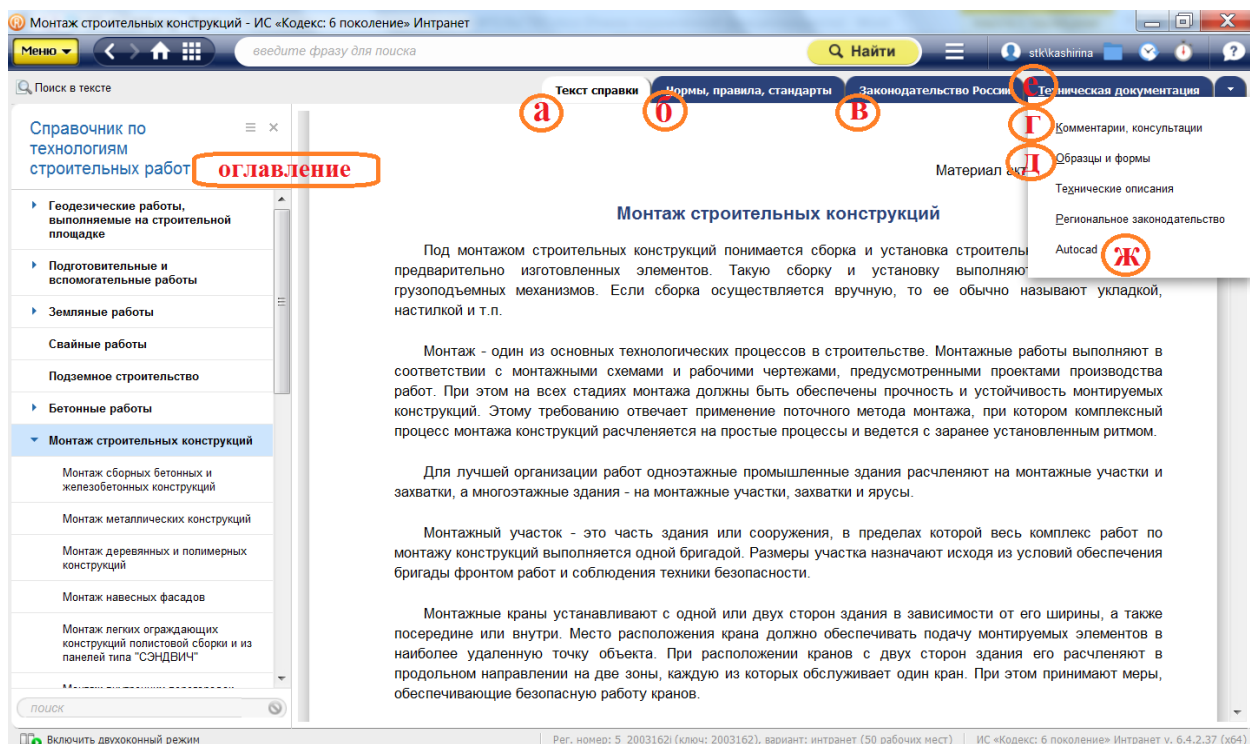 Монтаж строительных конструкций - ИС «Кодекс: 6 поколение» Интранет
Меню
введите фразу для поиска
Найти
stk\kashirina
Поиск в тексте
Текст справки
Нормы, правила, стандарты
Законодательство России
Техническая документация
а
б
в
е
Г
Комментарии, консультации
Д
Образцы и формы
Технические описания
Региональное законодательство
Autocad
ж
Справочник по
технологиям
строительных работ
оглавление
Геодезические работы,
выполняемые на строительной
площадке
Подготовительные и
вспомогательные работы
Земляные работы
Свайные работы
Подземное строительство
Бетонные работы
Монтаж строительных конструкций
Монтаж сборных бетонных и
железобетонных конструкций
Монтаж металлических конструкций
Монтаж деревянных и полимерных
конструкций
Монтаж навесных фасадов
Монтаж легких ограждающих
конструкций полистовой сборки и из
панелей типа "СЭНДВИЧ"
поиск
Материал
Монтаж строительных конструкций
Под монтажом строительных конструкций понимается сборка и установка
предварительно изготовленных элементов. Такую сборку и установку
грузоподъемных механизмов. Если сборка осуществляется вручную, то ее обычно называют укладкой,
настилкой и т.п.
Монтаж - один из основных технологических процессов в строительстве. Монтажные работы выполняют в
соответствии с монтажными схемами и рабочими чертежами, предусмотренными проектами производства
работ. При этом на всех стадиях монтажа должны быть обеспечены прочность и устойчивость монтируемых
конструкций. Этому требованию отвечает применение поточного метода монтажа, при котором комплексный
процесс монтажа конструкций расчленяется на простые процессы и ведется с заранее установленным ритмом.
Для лучшей организации работ одноэтажные промышленные здания расчленяют на монтажные участки и
захватки, а многоэтажные здания - на монтажные участки, захватки и ярусы.
Монтажный участок - это часть здания или сооружения, в пределах которой весь комплекс работ по
монтажу конструкций выполняется одной бригадой. Размеры участка назначают исходя из условий обеспечения
бригады фронтом работ и соблюдения техники безопасности.
Монтажные краны устанавливают с одной или двух сторон здания в зависимости от его ширины, а также
посередине или внутри. Место расположения крана должно обеспечивать подачу монтируемых элементов в
наиболее удаленную точку объекта. При расположении кранов с двух сторон здания его расчленяют в
продольном направлении на две зоны, каждую из которых обслуживает один кран. При этом принимают меры,
обеспечивающие безопасную работу кранов.
Включить двухоконный режим
Рег. номер: 5_2003162i (ключ: 2003162), вариант: интранет (50 рабочих мест)
ИС «Кодекс: 6 поколение» Интранет v. 6.4.2.37 (x64)